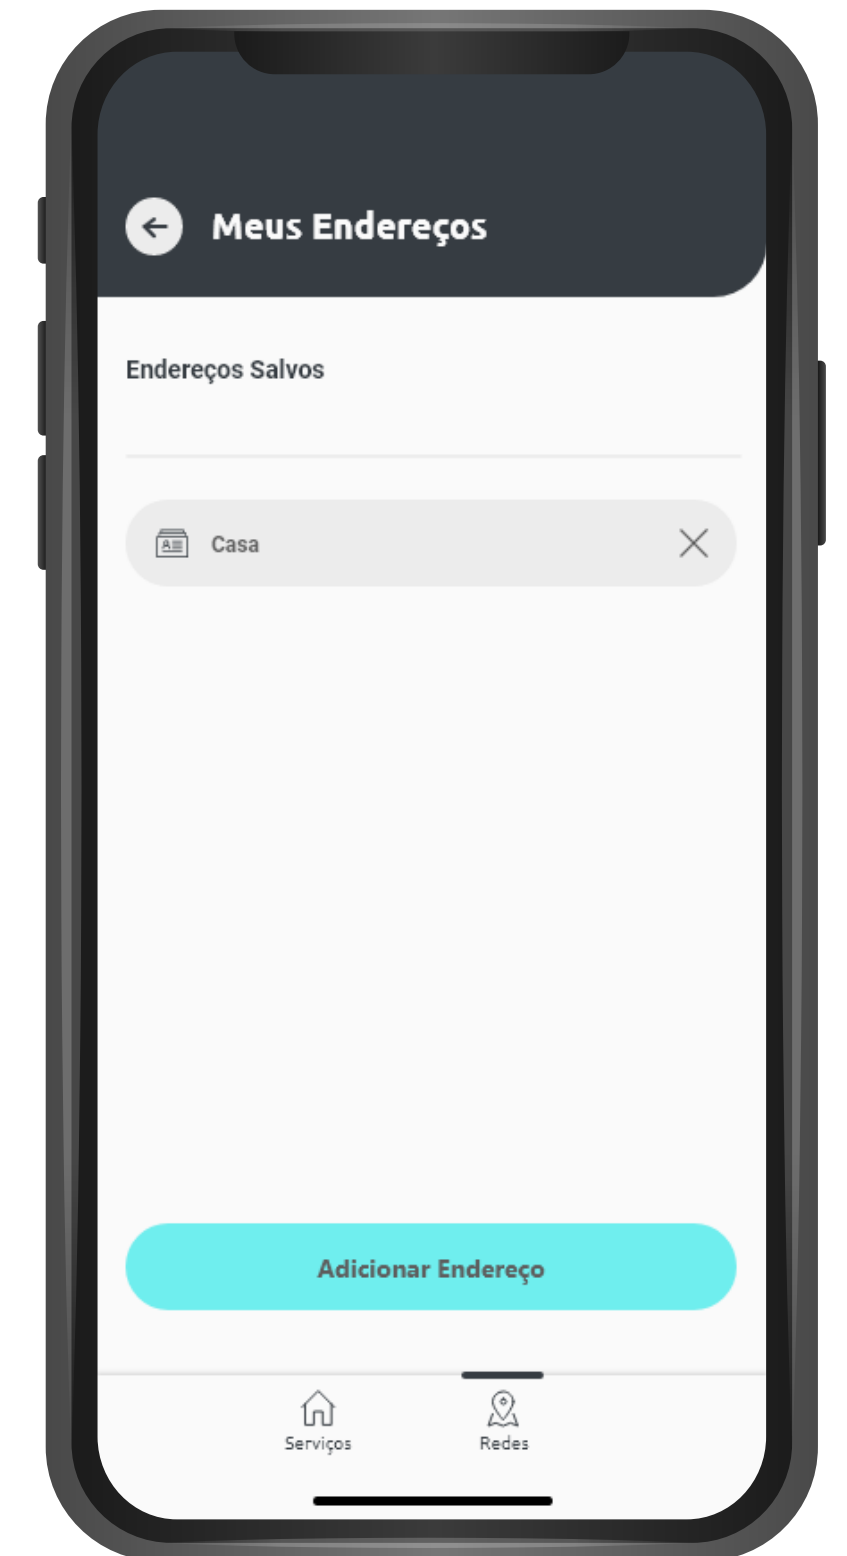 Meus Endereços
Endereços Salvos
Casa
Adicionar Endereço
Serviços
Redes